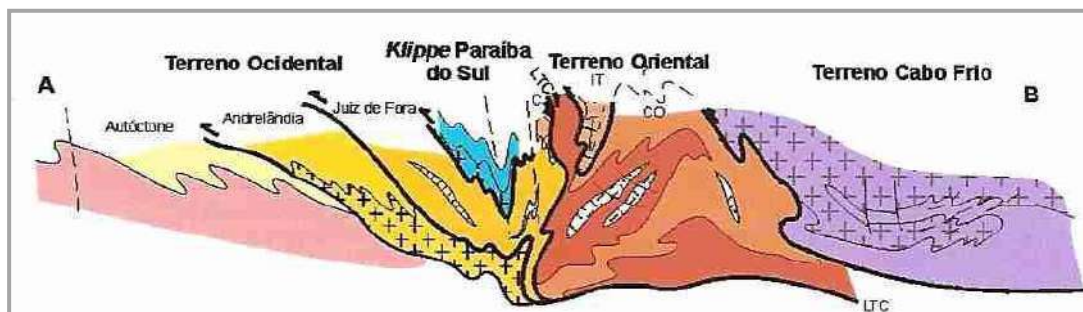 Klippe Paraíba
do Sul
Terreno Ocidental
Terreno Oriental
Terreno Cabo Frio
A
B
Autóctone
Andrelândia
Juiz de Fora
LTC
IT
CO
LTC